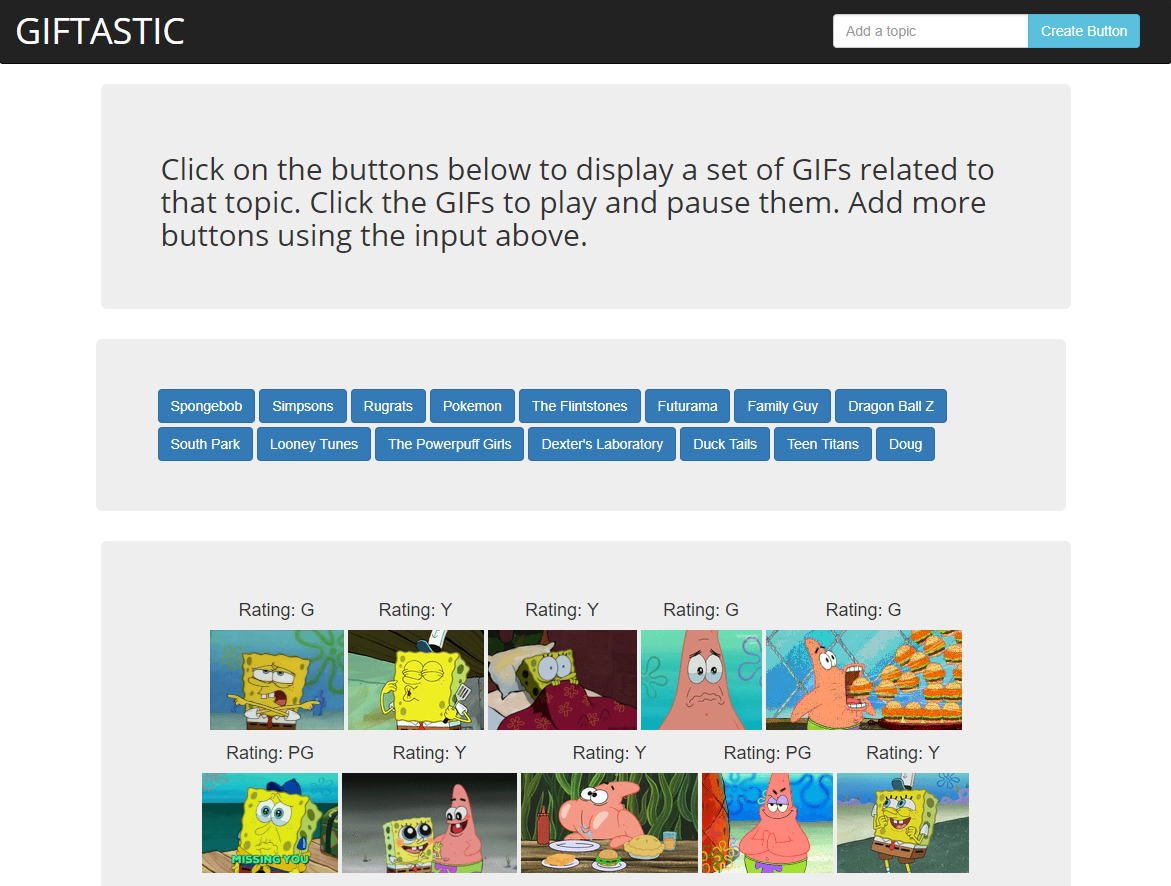 GIFTASTIC
Add a topic
Create Button
Click on the buttons below to display a set of GIFs related to
that topic. Click the GIFs to play and pause them. Add more
buttons using the input above.
Spongebob Simpsons Rugrats Pokemon The Flintstones Futurama Family Guy Dragon Ball Z
South Park Looney Tunes The Powerpuff Girls Dexter's Laboratory Duck Tails Teen Titans Doug
Rating: G Rating: Y Rating: Y Rating: G Rating: G
Rating: PG Rating: Y Rating: Y Rating: PG Rating: Y
MISSING YOU